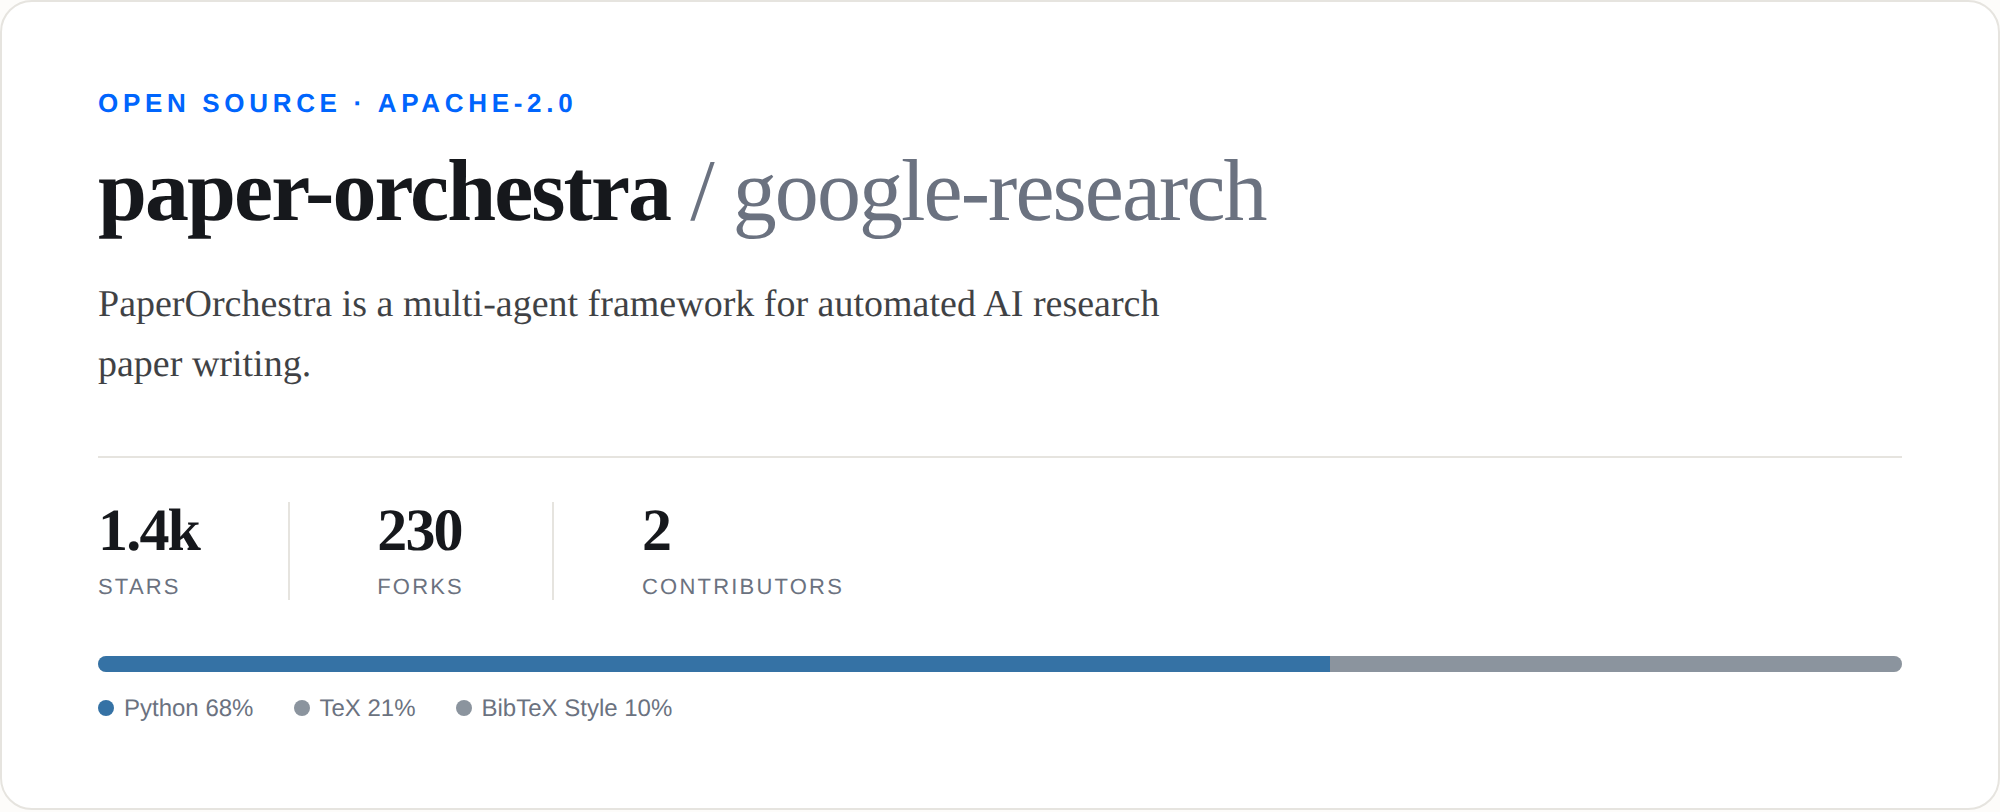 OPEN SOURCE · APACHE-2.0
paper-orchestra / google-research
PaperOrchestra is a multi-agent framework for automated AI research
paper writing.
1.4k
STARS
230
FORKS
2
CONTRIBUTORS
Python 68%
TeX 21%
BibTeX Style 10%